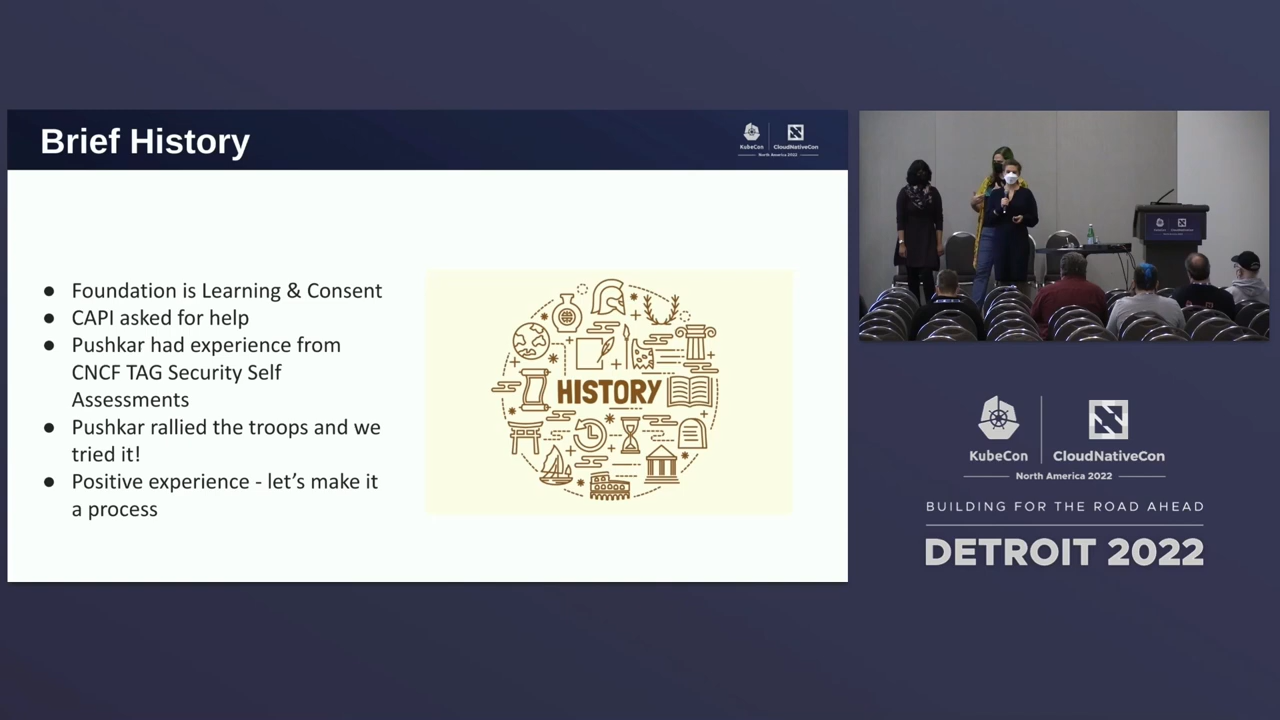 Brief History
KubeCon
CloudNativeCon
North America 2022
● Foundation is Learning & Consent
● CAPI asked for help
● Pushkar had experience from
CNCF TAG Security Self
Assessments
● Pushkar rallied the troops and we
tried it!
● Positive experience - let’s make it
a process
HISTORY
KubeCon
CloudNativeCon
North America 2022
BUILDING FOR THE ROAD AHEAD
DETROIT 2022